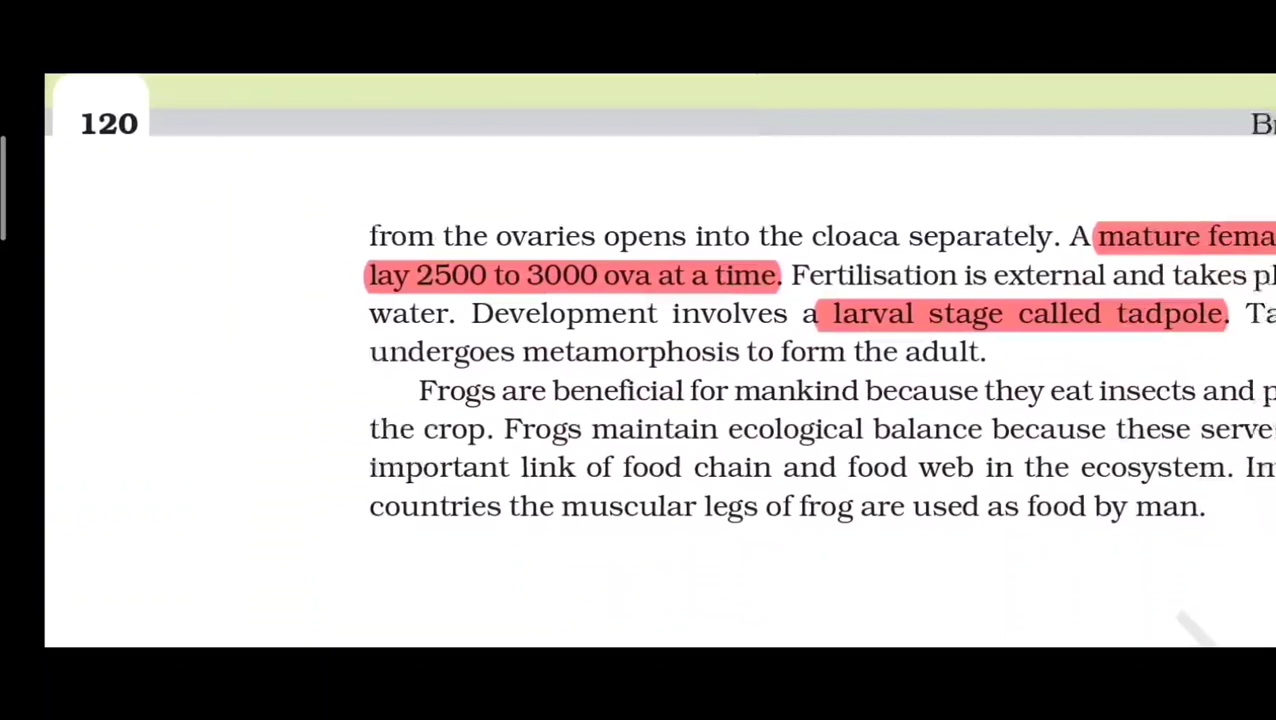 120
from the ovaries opens into the cloaca separately. A mature
lay 2500 to 3000 ova at a time. Fertilisation is external and takes
water. Development involves a larval stage called tadpole.
undergoes metamorphosis to form the adult.
Frogs are beneficial for mankind because they eat insects and
the crop. Frogs maintain ecological balance because these serve
important link of food chain and food web in the ecosystem.
countries the muscular legs of frog are used as food by man.